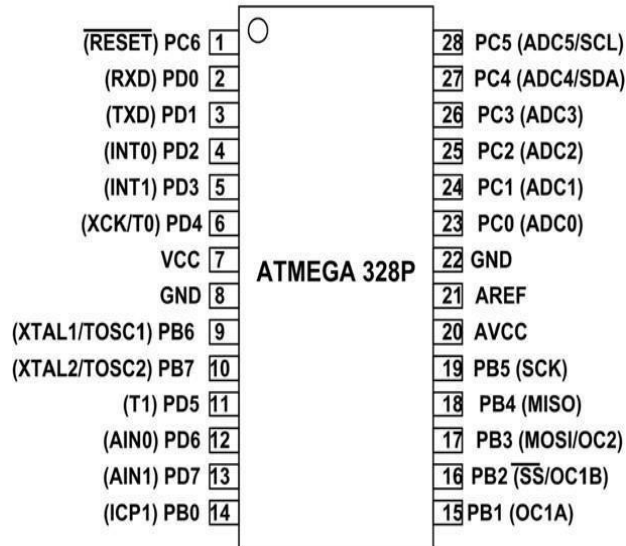 (RESET) PC6 1
(RXD) PD0 2
(TXD) PD1 3
(INT0) PD2 4
(INT1) PD3 5
(XCK/T0) PD4 6
VCC 7
GND 8
(XTAL1/TOSC1) PB6 9
(XTAL2/TOSC2) PB7 10
(T1) PD5 11
(AIN0) PD6 12
(AIN1) PD7 13
(ICP1) PB0 14
ATMEGA 328P
28 PC5 (ADC5/SCL)
27 PC4 (ADC4/SDA)
26 PC3 (ADC3)
25 PC2 (ADC2)
24 PC1 (ADC1)
23 PC0 (ADC0)
22 GND
21 AREF
20 AVCC
19 PB5 (SCK)
18 PB4 (MISO)
17 PB3 (MOSI/OC2)
16 PB2 (SS/OC1B)
15 PB1 (OC1A)